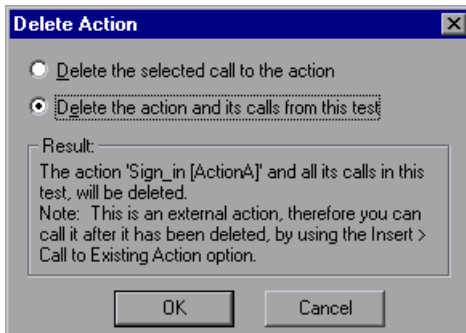 Delete Action
Delete the selected call to the action
Delete the action and its calls from this test
Result:
The action 'Sign_in [ActionA]' and all its calls in this
test, will be deleted.
Note:  This is an external action, therefore you can
call it after it has been deleted, by using the Insert >
Call to Existing Action option.
OK
Cancel